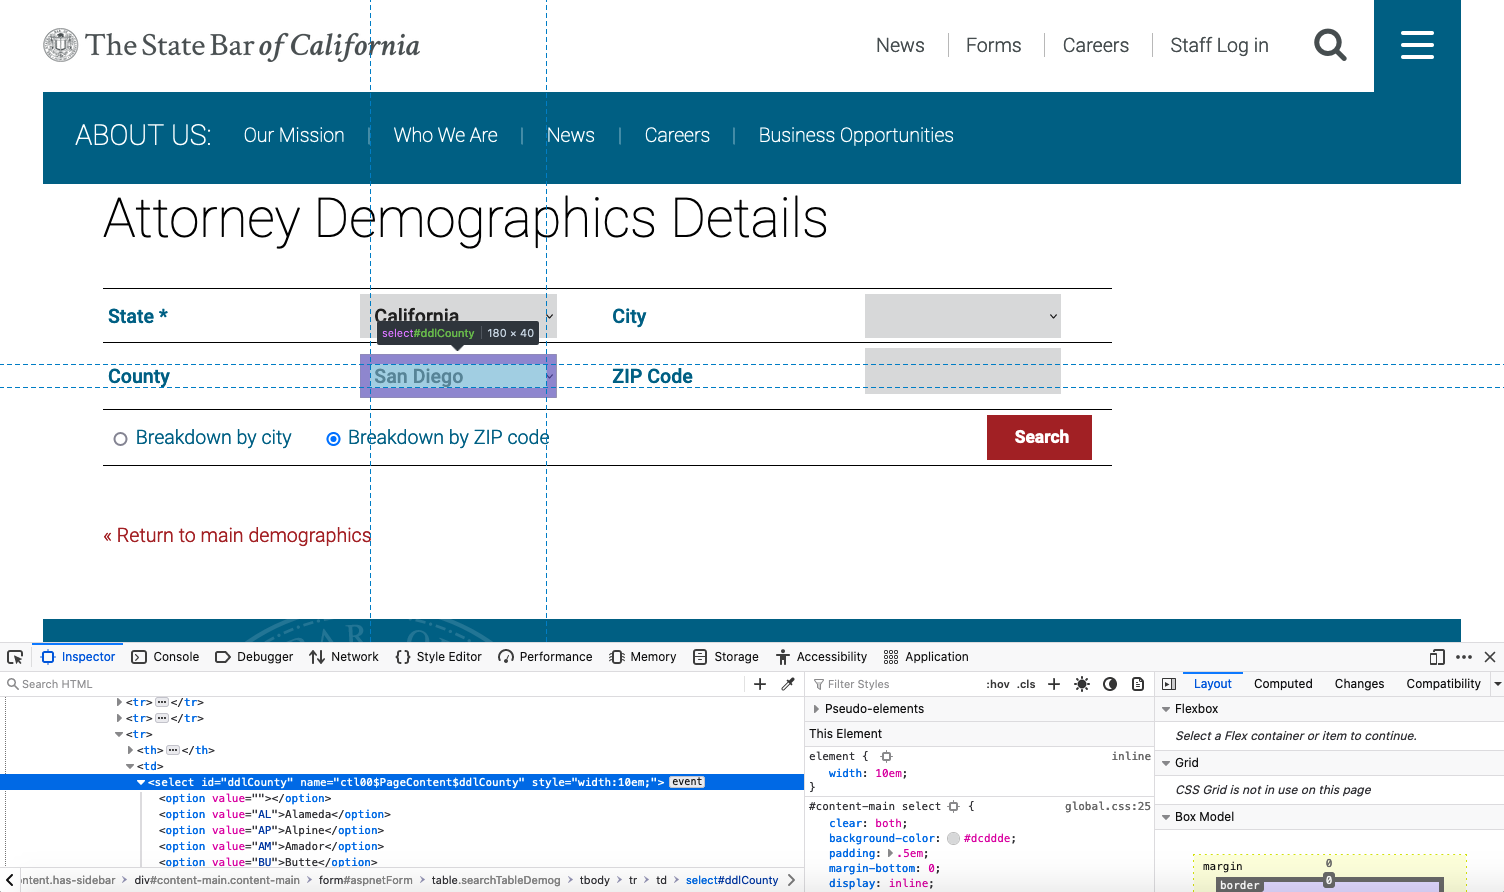 The State Bar of California
News
Forms
Careers
Staff Log in
ABOUT US:
Our Mission
Who We Are
News
Careers
Business Opportunities
Attorney Demographics Details
State *
California
City
select#ddlCounty 180 × 40
County
San Diego
ZIP Code
Breakdown by city
Breakdown by ZIP code
Search
« Return to main demographics
BAR O
Inspector
Console
Debugger
Network
Style Editor
Performance
Memory
Storage
Accessibility
Application
Search HTML
<tr> ••• </tr>
<tr> ••• </tr>
<tr>
<th> ••• </th>
<td>
<select id="ddlCounty" name="ctl00$PageContent$ddlCounty" style="width:10em;"> event
<option value=""></option>
<option value="AL">Alameda</option>
<option value="AP">Alpine</option>
<option value="AM">Amador</option>
<option value="BU">Butte</option>
ntent.has-sidebar > div#content-main.content-main > form#aspnetForm > table.searchTableDemog > tbody > tr > td > select#ddlCounty
Filter Styles
:hov .cls
Pseudo-elements
This Element
element { inline
width: 10em;
}
#content-main select { global.css:25
clear: both;
background-color: #dcddde;
padding: .5em;
margin-bottom: 0;
display: inline;
Layout
Computed
Changes
Compatibility
Flexbox
Select a Flex container or item to continue.
Grid
CSS Grid is not in use on this page
Box Model
margin 0
border 0